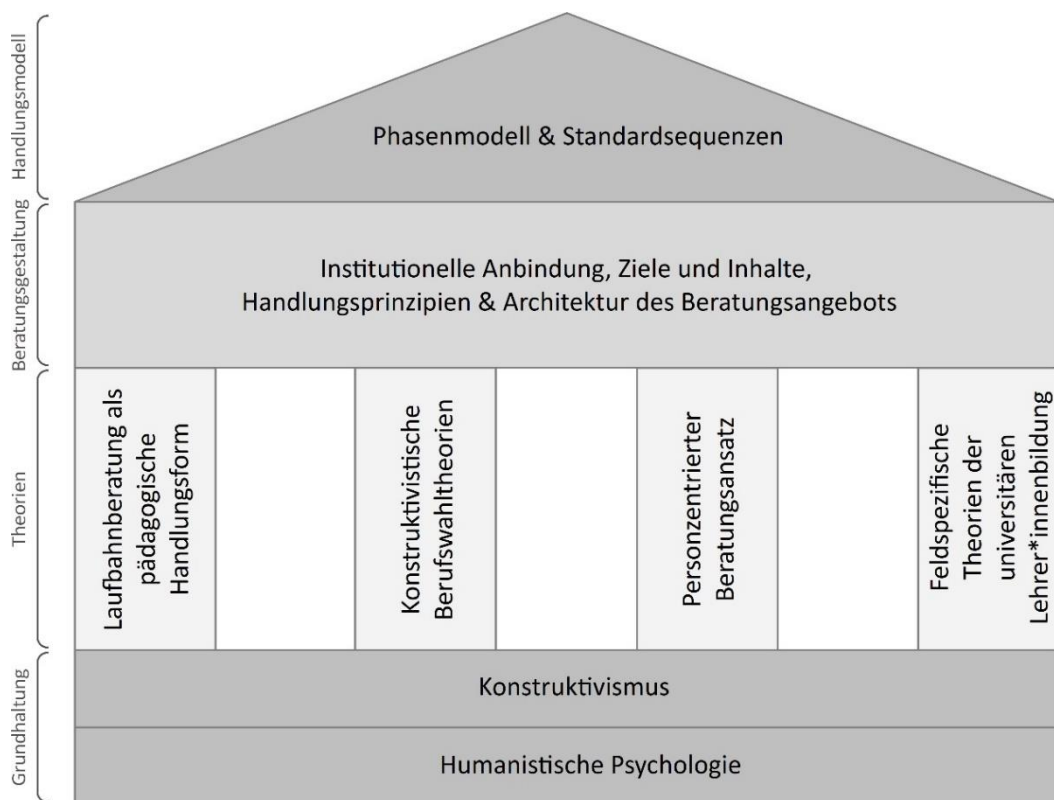 Handlungsmodell
Phasenmodell & Standardsequenzen
Beratungsgestaltung
Institutionelle Anbindung, Ziele und Inhalte,
Handlungsprinzipien & Architektur des Beratungsangebots
Theorien
Laufbahnberatung als
pädagogische
Handlungsform
Konstruktivistische
Berufswahltheorien
Personzentrierter
Beratungsansatz
Feldspezifische
Theorien der
universitären
Lehrer*innenbildung
Grundhaltung
Konstruktivismus
Humanistische Psychologie